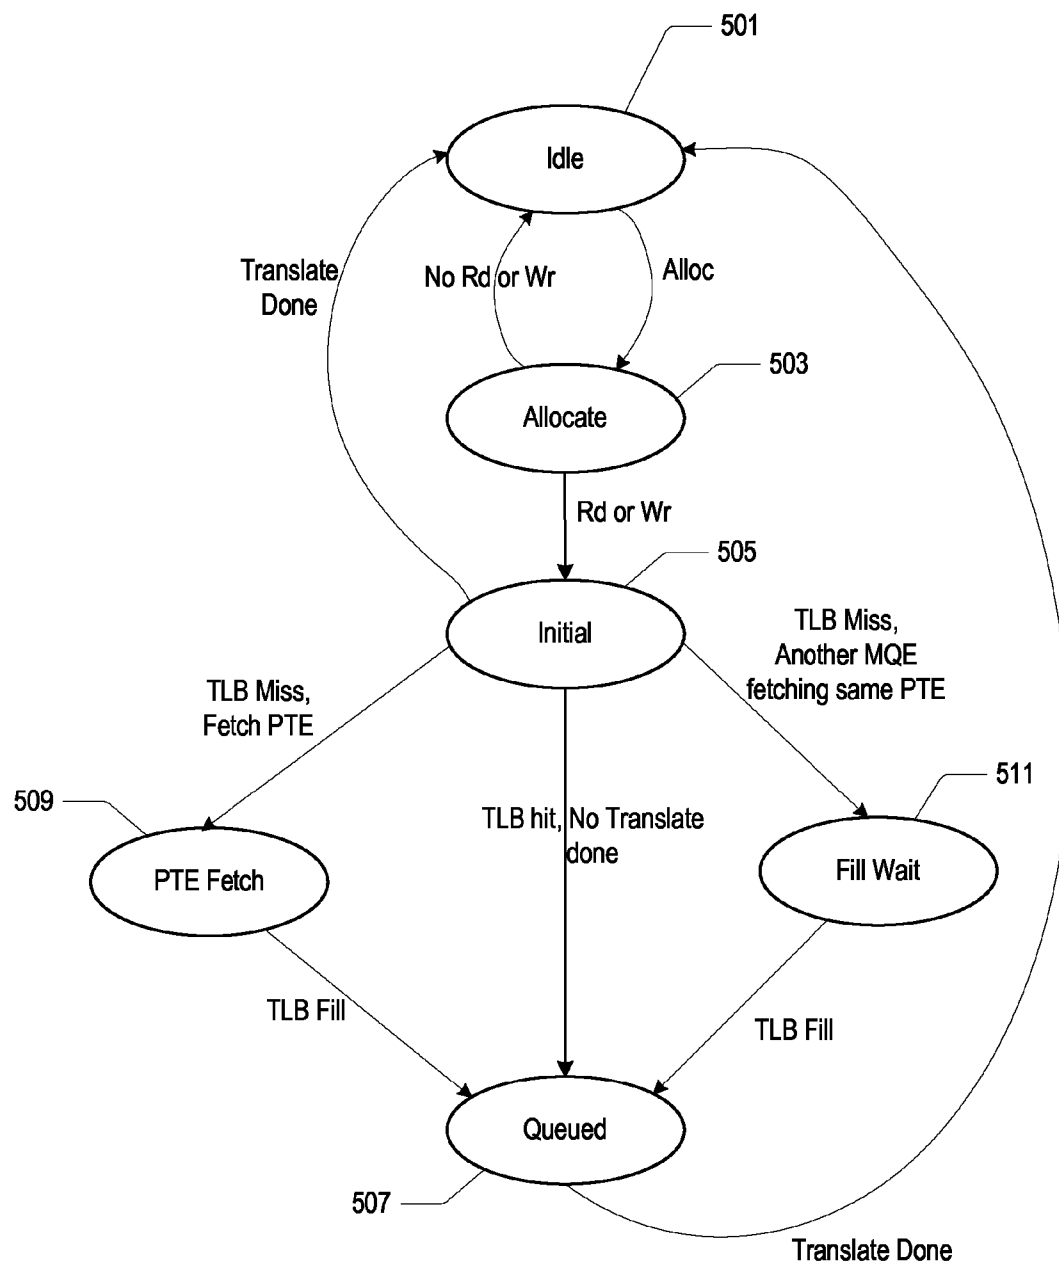 501
Idle
Translate
Done
No Rd or Wr
Alloc
503
Allocate
Rd or Wr
505
Initial
TLB Miss,
Another MQE
fetching same PTE
TLB Miss,
Fetch PTE
509
511
TLB hit, No Translate
done
PTE Fetch
Fill Wait
TLB Fill
TLB Fill
Queued
507
Translate Done